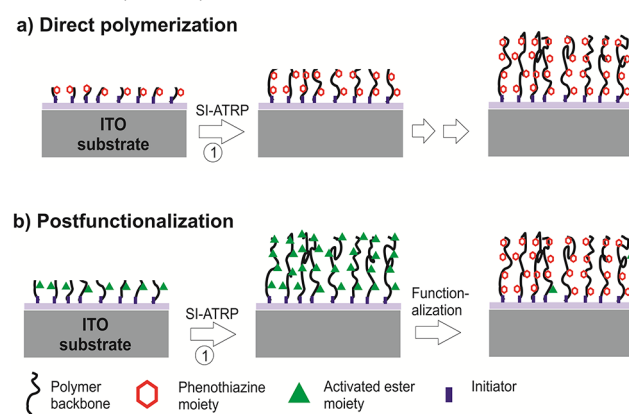 a) Direct polymerization
SI-ATRP
1
ITO
substrate
b) Postfunctionalization
SI-ATRP
1
Function-
alization
ITO
substrate
Polymer
backbone
Phenothiazine
moiety
Activated ester
moiety
Initiator